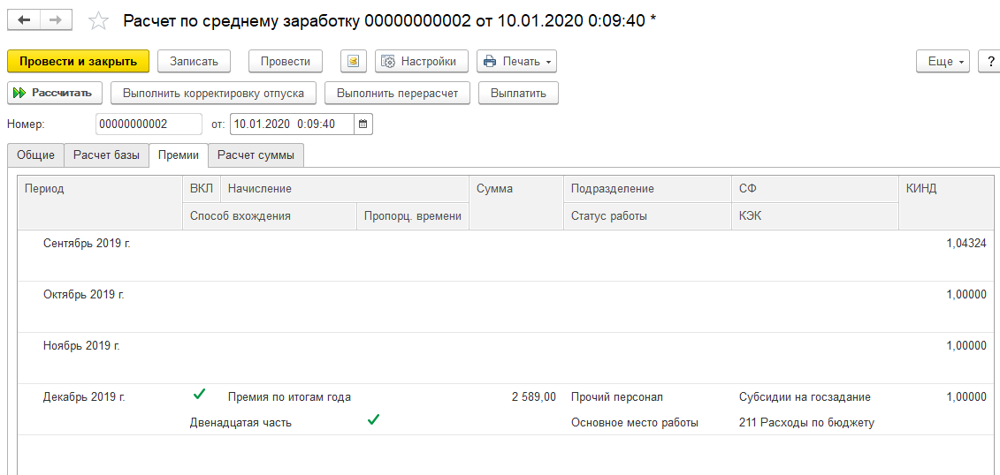 Расчет по среднему заработку 00000000002 от 10.01.2020 0:09:40 *
Провести и закрыть Записать Провести Настройки Печать Еще ?
Рассчитать Выполнить корректировку отпуска Выполнить перерасчет Выплатить
Номер: 00000000002 от: 10.01.2020 0:09:40
Общие Расчет базы Премии Расчет суммы
Период ВКЛ Начисление Сумма Подразделение СФ КИНД
Способ вхождения Пропорц. времени Статус работы КЭК
Сентябрь 2019 г. 1,04324
Октябрь 2019 г. 1,00000
Ноябрь 2019 г. 1,00000
Декабрь 2019 г. Премия по итогам года 2 589,00 Прочий персонал Субсидии на госзадание 1,00000
Двенадцатая часть Основное место работы 211 Расходы по бюджету